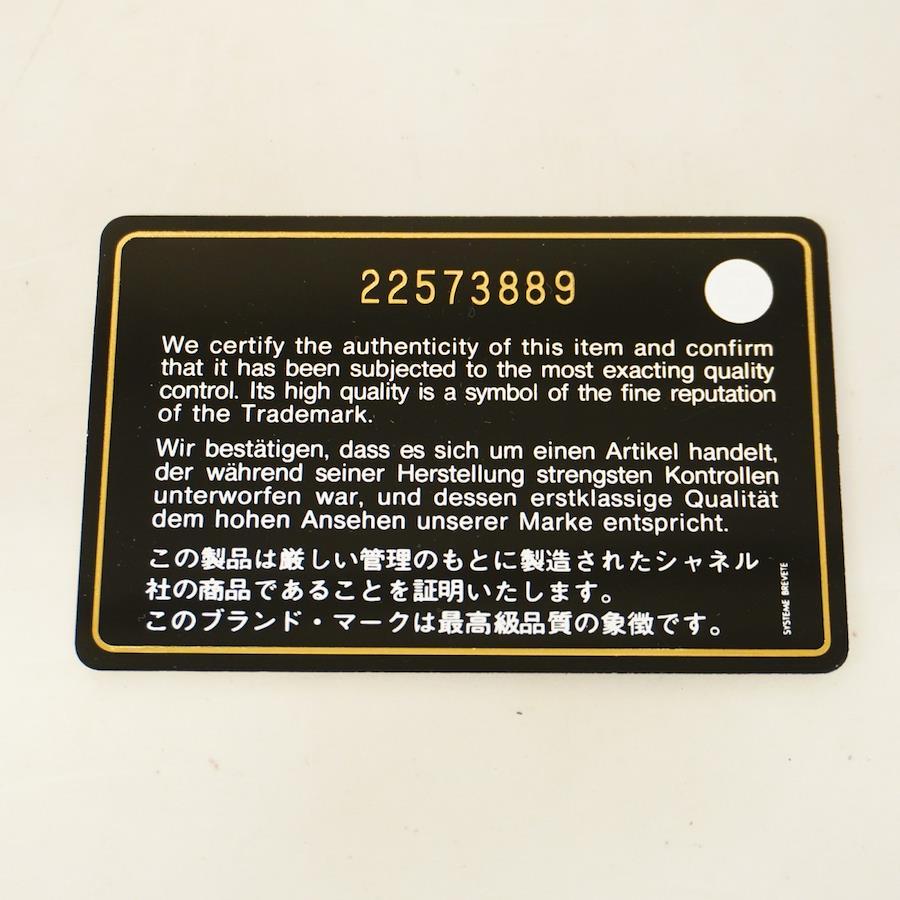 22573889
We certify the authenticity of this item and confirm
that it has been subjected to the most exacting quality
control. Its high quality is a symbol of the fine reputation
of the Trademark.
Wir bestätigen, dass es sich um einen Artikel handelt,
der während seiner Herstellung strengsten Kontrollen
unterworfen war, und dessen erstklassige Qualität
dem hohen Ansehen unserer Marke entspricht.
この製品は厳しい管理のもとに製造されたシャネル
社の商品であることを証明いたします。
このブランド・マークは最高級品質の象徴です。
SYSTEME BREVETE